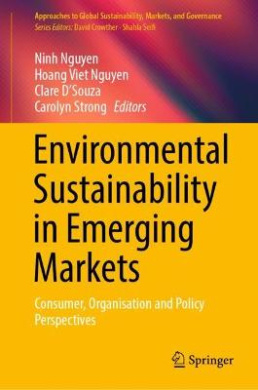 Approaches to Global Sustainability, Markets, and Governance
Series Editors: David Crowther · Shahla Seifi
Ninh Nguyen
Hoang Viet Nguyen
Clare D'Souza
Carolyn Strong Editors
Environmental
Sustainability
in Emerging
Markets
Consumer, Organisation and Policy
Perspectives
Springer